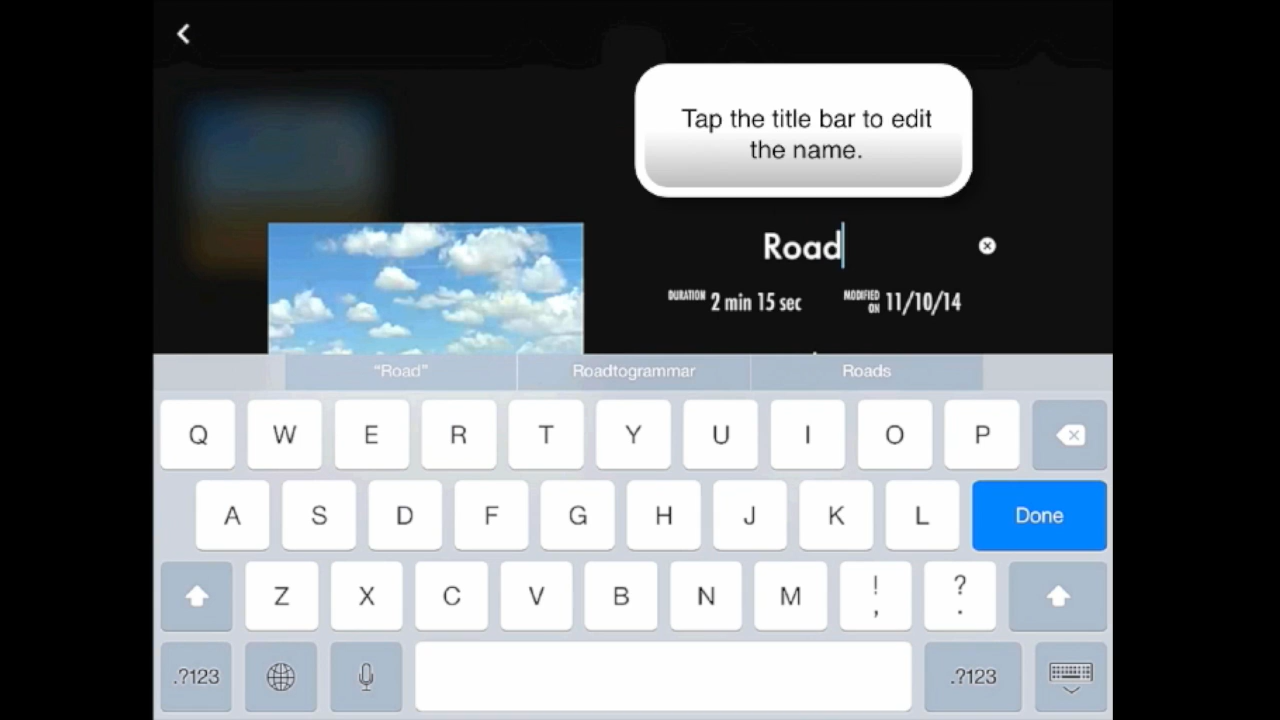 Tap the title bar to edit
the name.
Road
DURATION 2 min 15 sec MODIFIED ON 11/10/14
“Road” Roadtogrammar Roads
Q W E R T Y U I O P
A S D F G H J K L Done
Z X C V B N M ! , ? .
.?123 .?123